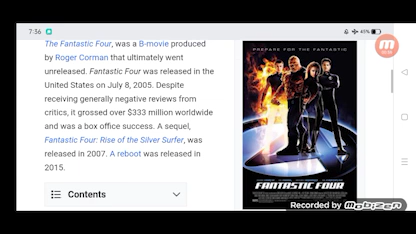 7:36
45%
The Fantastic Four, was a B-movie produced
by Roger Corman that ultimately went
unreleased. Fantastic Four was released in the
United States on July 8, 2005. Despite
receiving generally negative reviews from
critics, it grossed over $333 million worldwide
and was a box office success. A sequel,
Fantastic Four: Rise of the Silver Surfer, was
released in 2007. A reboot was released in
2015.
Contents
PREPARE FOR THE FANTASTIC
FANTASTIC FOUR
Recorded by Mobizen